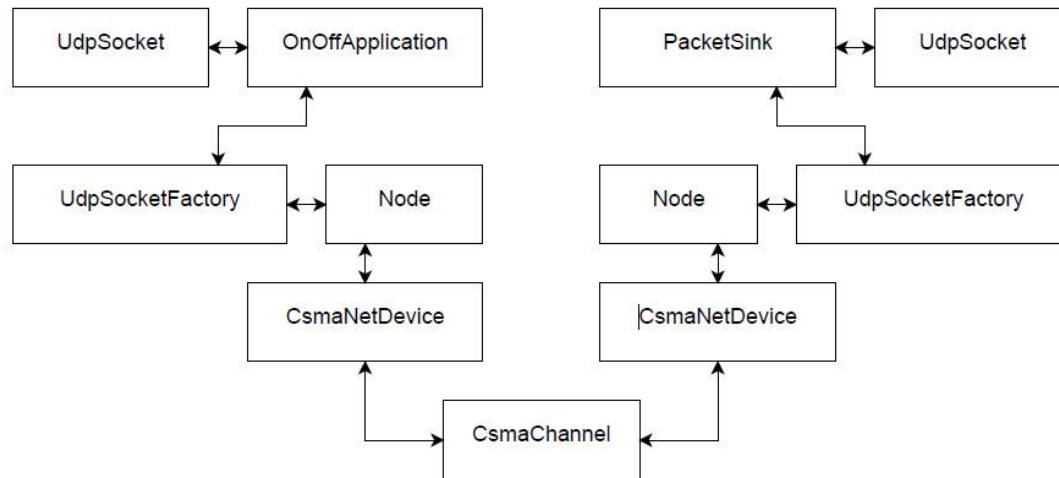 UdpSocket
OnOffApplication
PacketSink
UdpSocket
UdpSocketFactory
Node
Node
UdpSocketFactory
CsmaNetDevice
CsmaNetDevice
CsmaChannel